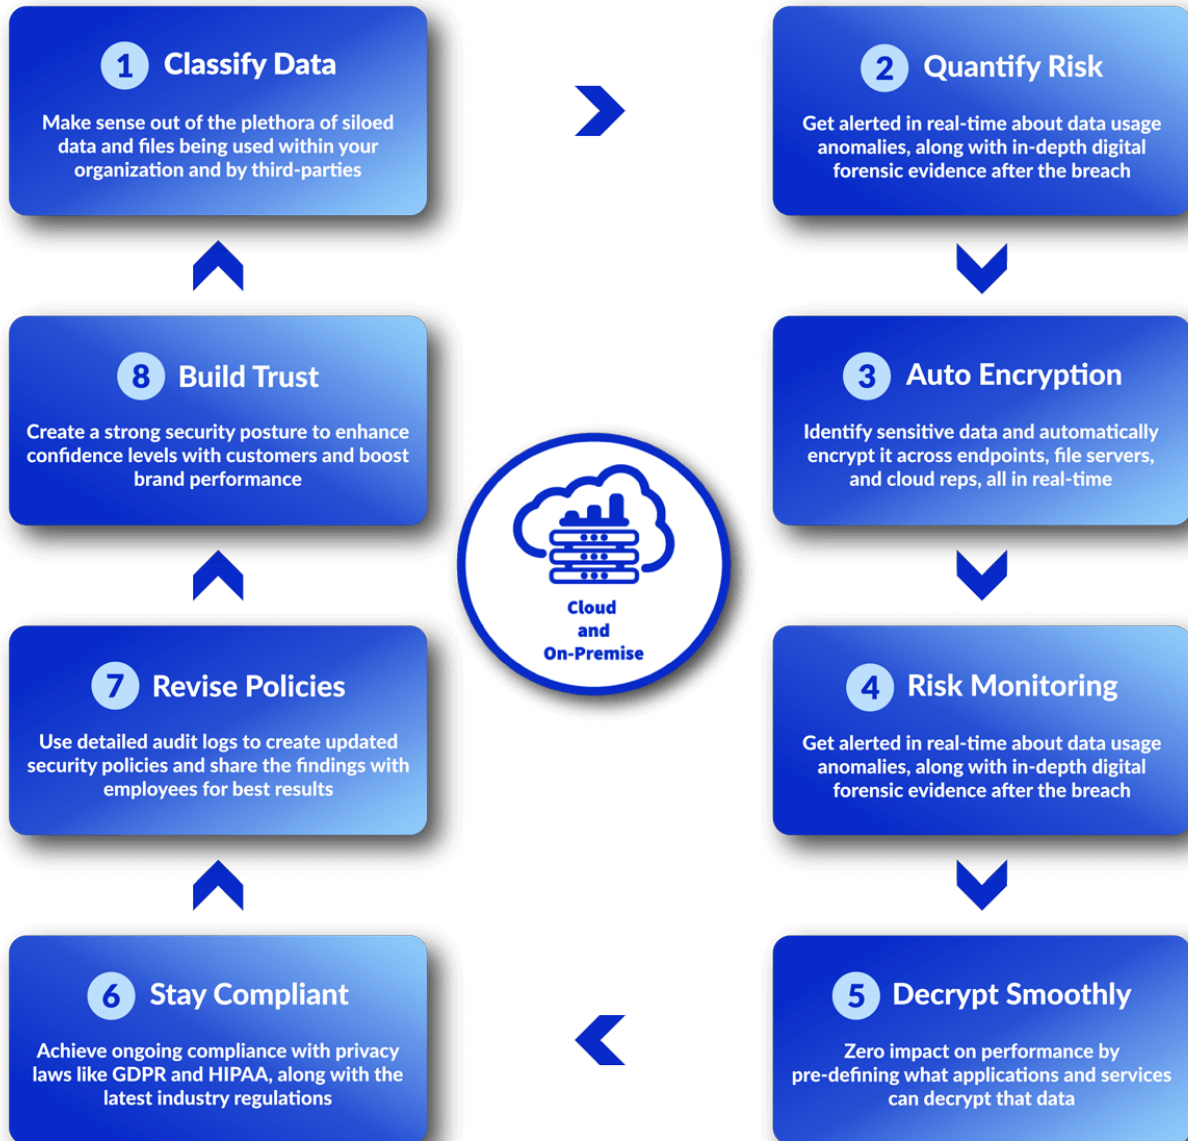 1 Classify Data
Make sense out of the plethora of siloed
data and files being used within your
organization and by third-parties
2 Quantify Risk
Get alerted in real-time about data usage
anomalies, along with in-depth digital
forensic evidence after the breach
3 Auto Encryption
Identify sensitive data and automatically
encrypt it across endpoints, file servers,
and cloud reps, all in real-time
4 Risk Monitoring
Get alerted in real-time about data usage
anomalies, along with in-depth digital
forensic evidence after the breach
5 Decrypt Smoothly
Zero impact on performance by
pre-defining what applications and services
can decrypt that data
6 Stay Compliant
Achieve ongoing compliance with privacy
laws like GDPR and HIPAA, along with the
latest industry regulations
7 Revise Policies
Use detailed audit logs to create updated
security policies and share the findings with
employees for best results
8 Build Trust
Create a strong security posture to enhance
confidence levels with customers and boost
brand performance
Cloud
and
On-Premise